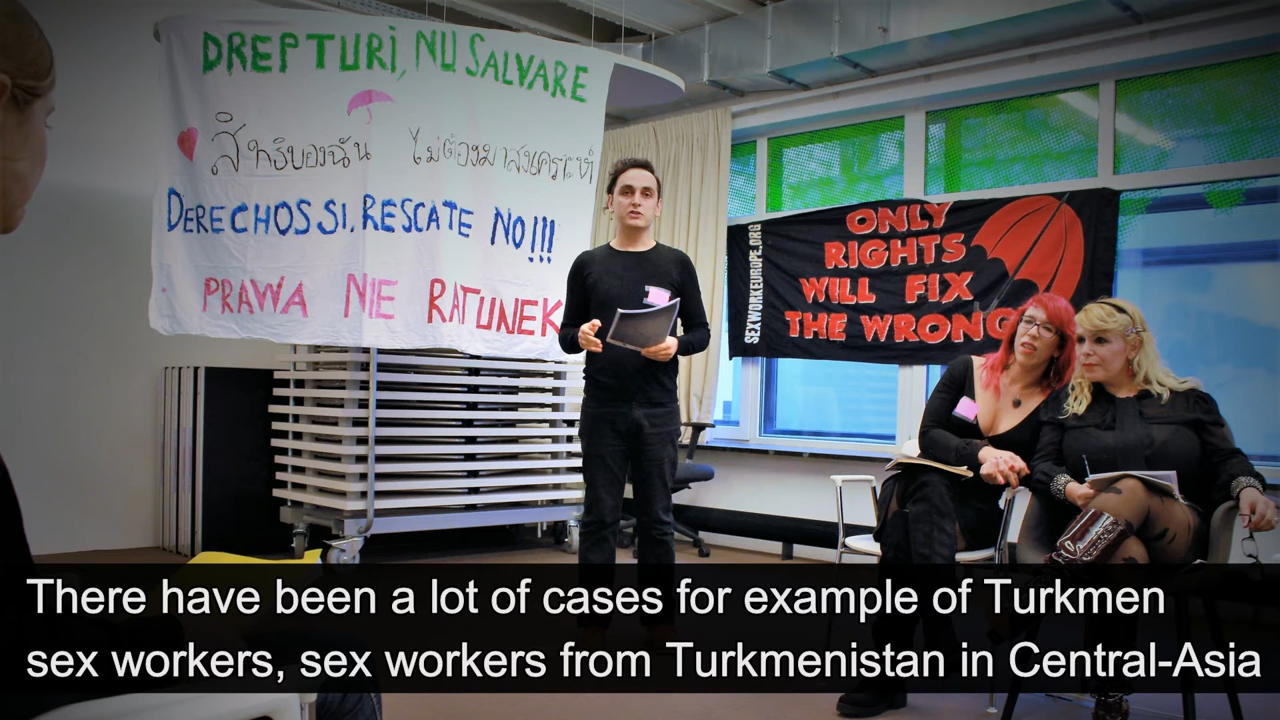 DREPTURi, NU SALVARE
สิทธิของฉัน ไม่ต้องมาสงเคราะห์
DERECHOS SI, RESCATE NO!!!
PRAWA NIE RATUNEK
SEXWORKEUROPE.ORG
ONLY
RIGHTS
WILL FIX
THE WRONG
There have been a lot of cases for example of Turkmen
sex workers, sex workers from Turkmenistan in Central-Asia